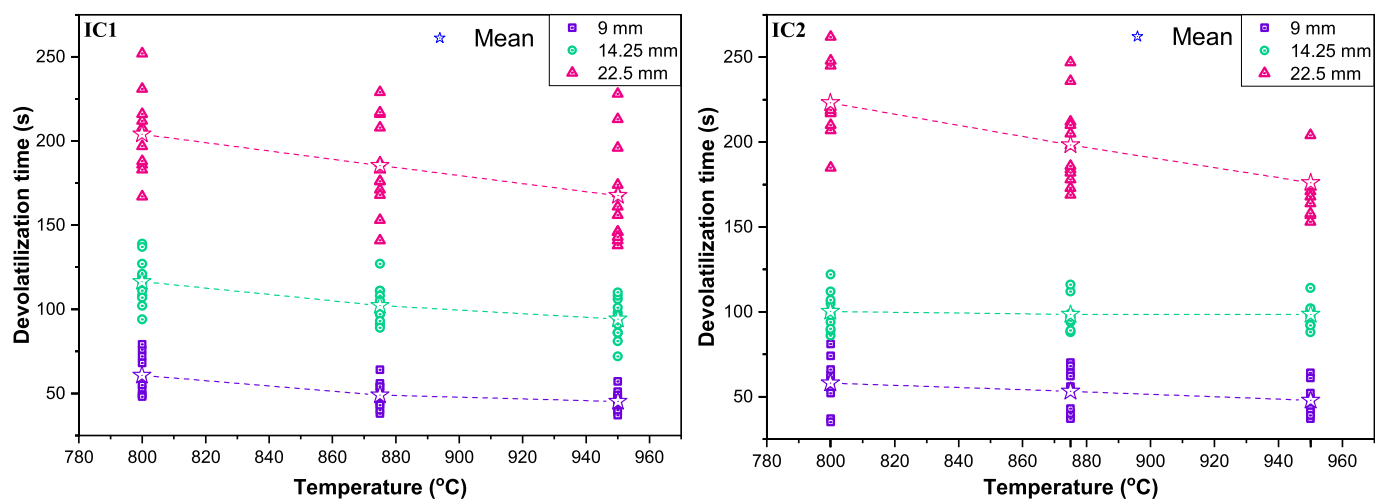 IC1
Mean
9 mm
14.25 mm
22.5 mm
250
200
150
100
50
Devolatilization time (s)
780 800 820 840 860 880 900 920 940 960
Temperature (oC)
IC2
Mean
9 mm
14.25 mm
22.5 mm
250
200
150
100
50
Devolatilization time (s)
780 800 820 840 860 880 900 920 940 960
Temperature (oC)